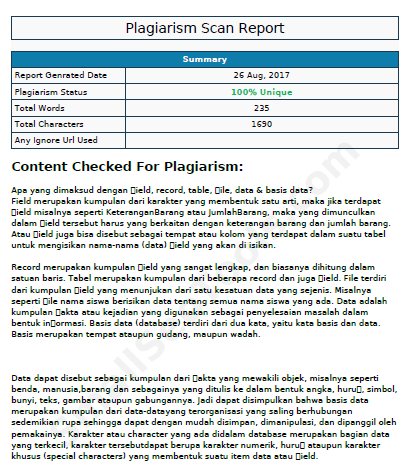 Plagiarism Scan Report
Summary
Report Genrated Date 26 Aug, 2017
Plagiarism Status 100% Unique
Total Words 235
Total Characters 1690
Any Ignore Url Used
Content Checked For Plagiarism:
Apa yang dimaksud dengan ▯ield, record, table, ▯ile, data & basis data?
Field merupakan kumpulan dari karakter yang membentuk satu arti, maka jika terdapat
▯ield misalnya seperti KeteranganBarang atau JumlahBarang, maka yang dimunculkan
dalam ▯ield tersebut harus yang berkaitan dengan keterangan barang dan jumlah barang.
Atau ▯ield juga bisa disebut sebagai tempat atau kolom yang terdapat dalam suatu tabel
untuk mengisikan nama-nama (data) ▯ield yang akan di isikan.
Record merupakan kumpulan ▯ield yang sangat lengkap, dan biasanya dihitung dalam
satuan baris. Tabel merupakan kumpulan dari beberapa record dan juga ▯ield. File terdiri
dari kumpulan ▯ield yang menunjukan dari satu kesatuan data yang sejenis. Misalnya
seperti ▯ile nama siswa berisikan data tentang semua nama siswa yang ada. Data adalah
kumpulan ▯akta atau kejadian yang digunakan sebagai penyelesaian masalah dalam
bentuk in▯ormasi. Basis data (database) terdiri dari dua kata, yaitu kata basis dan data.
Basis merupakan tempat ataupun gudang, maupun wadah.
Data dapat disebut sebagai kumpulan dari ▯akta yang mewakili objek, misalnya seperti
benda, manusia,barang dan sebagainya yang ditulis ke dalam bentuk angka, huru▯, simbol,
bunyi, teks, gambar ataupun gabungannya. Jadi dapat disimpulkan bahwa basis data
merupakan kumpulan dari data-datayang terorganisasi yang saling berhubungan
sedemikian rupa sehingga dapat dengan mudah disimpan, dimanipulasi, dan dipanggil oleh
pemakainya. Karakter atau character yang ada didalam database merupakan bagian data
yang terkecil, karakter tersebutdapat berupa karakter numerik, huru▯ ataupun karakter
khusus (special characters) yang membentuk suatu item data atau ▯ield.